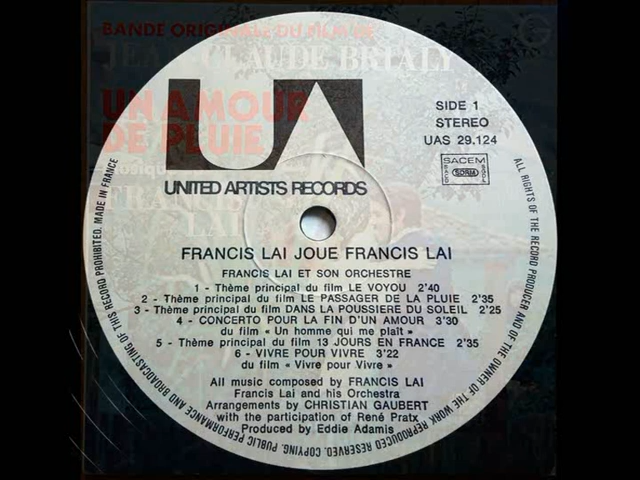 BANDE ORIGINALE DU FILM DE
JEAN-CLAUDE BRIALY
UN AMOUR
DE PLUIE
FRANCIS
LAI
UA
UNITED ARTISTS RECORDS
SIDE 1
STEREO
UAS 29.124
SACEM
SACD SDRM SGDL
FRANCIS LAI JOUE FRANCIS LAI
FRANCIS LAI ET SON ORCHESTRE
1 - Thème principal du film LE VOYOU 2'40
2 - Thème principal du film LE PASSAGER DE LA PLUIE 2'35
3 - Thème principal du film DANS LA POUSSIERE DU SOLEIL 2'25
4 - CONCERTO POUR LA FIN D'UN AMOUR 3'30
du film « Un homme qui me plaît »
5 - Thème principal du film 13 JOURS EN FRANCE 2'35
6 - VIVRE POUR VIVRE 3'22
du film « Vivre pour Vivre »
All music composed by FRANCIS LAI
Francis Lai and his Orchestra
Arrangements by CHRISTIAN GAUBERT
with the participation of René Pratx
Produced by Eddie Adamis
ALL RIGHTS OF THE RECORD PRODUCER AND OF THE OWNER OF THE WORK REPRODUCED RESERVED. COPYING, PUBLIC PERFORMANCE AND BROADCASTING OF THIS RECORD PROHIBITED. MADE IN FRANCE